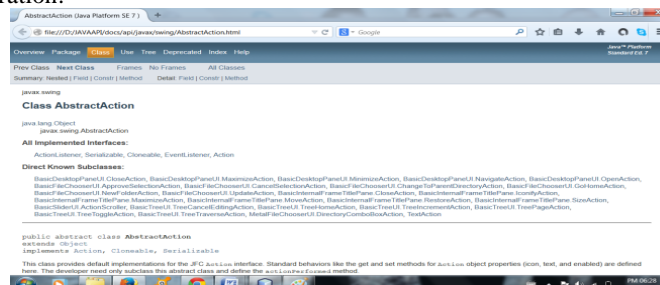 ration.
AbstractAction (Java Platform SE 7 )
file:///D:/JAVAAPI/docs/api/javax/swing/AbstractAction.html
Google
Overview Package Class Use Tree Deprecated Index Help
Java™ Platform
Standard Ed. 7
Prev Class Next Class Frames No Frames All Classes
Summary: Nested | Field | Constr | Method Detail: Field | Constr | Method
javax.swing
Class AbstractAction
java.lang.Object
javax.swing.AbstractAction
All Implemented Interfaces:
ActionListener, Serializable, Cloneable, EventListener, Action
Direct Known Subclasses:
BasicDesktopPaneUI.CloseAction, BasicDesktopPaneUI.MaximizeAction, BasicDesktopPaneUI.MinimizeAction, BasicDesktopPaneUI.NavigateAction, BasicDesktopPaneUI.OpenAction,
BasicFileChooserUI.ApproveSelectionAction, BasicFileChooserUI.CancelSelectionAction, BasicFileChooserUI.ChangeToParentDirectoryAction, BasicFileChooserUI.GoHomeAction,
BasicFileChooserUI.NewFolderAction, BasicFileChooserUI.UpdateAction, BasicInternalFrameTitlePane.CloseAction, BasicInternalFrameTitlePane.IconifyAction,
BasicInternalFrameTitlePane.MaximizeAction, BasicInternalFrameTitlePane.MoveAction, BasicInternalFrameTitlePane.RestoreAction, BasicInternalFrameTitlePane.SizeAction,
BasicSliderUI.ActionScroller, BasicTreeUI.TreeCancelEditingAction, BasicTreeUI.TreeHomeAction, BasicTreeUI.TreeIncrementAction, BasicTreeUI.TreePageAction,
BasicTreeUI.TreeToggleAction, BasicTreeUI.TreeTraverseAction, MetalFileChooserUI.DirectoryComboBoxAction, TextAction
public abstract class AbstractAction
extends Object
implements Action, Cloneable, Serializable
This class provides default implementations for the JFC Action interface. Standard behaviors like the get and set methods for Action object properties (icon, text, and enabled) are defined
here. The developer need only subclass this abstract class and define the actionPerformed method.
PM 06:28